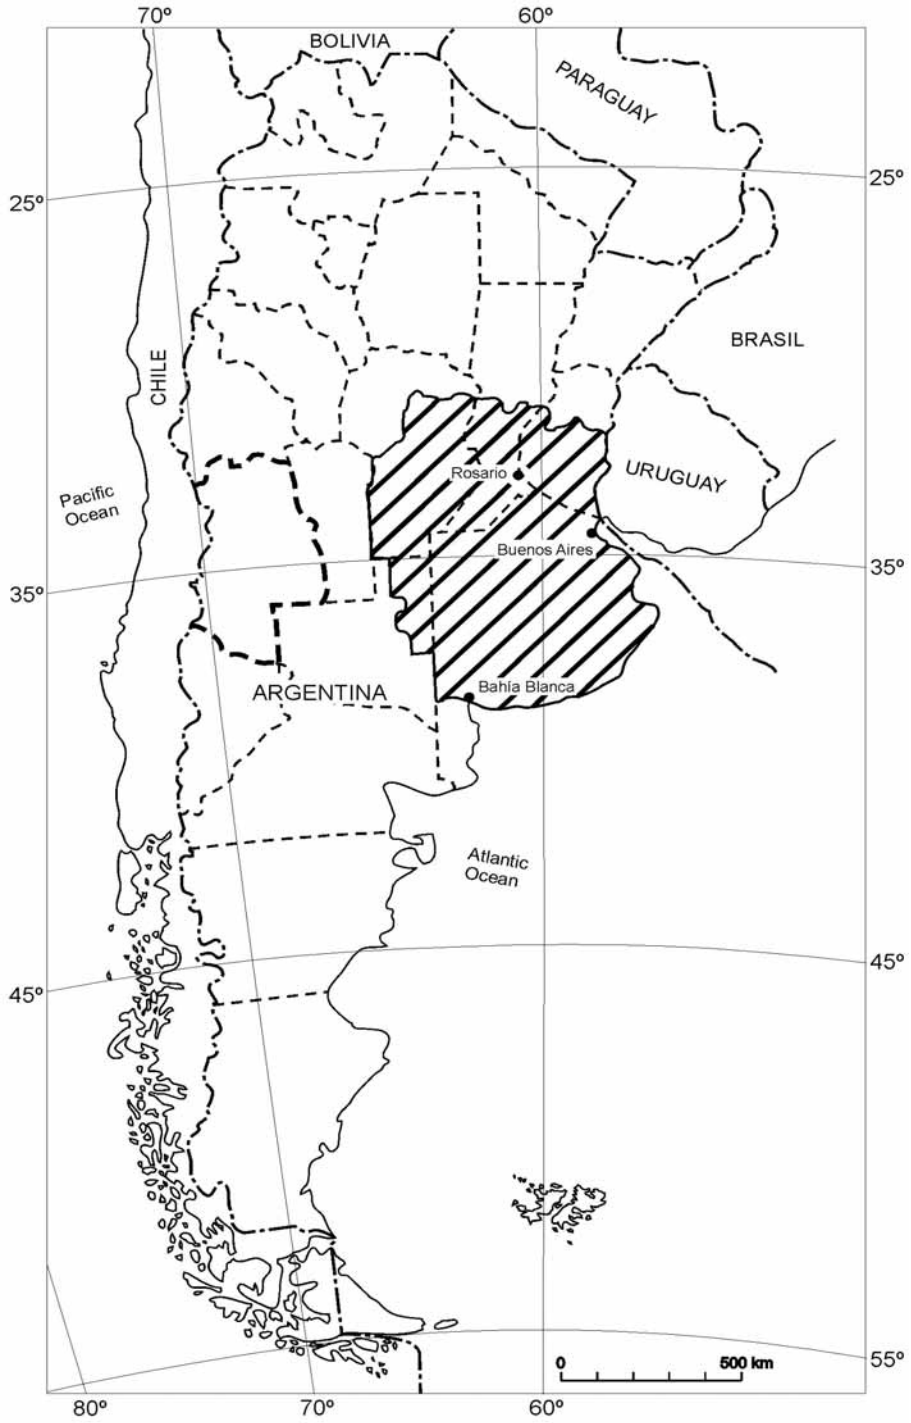 70º 60º
BOLIVIA
PARAGUAY
25º 25º
BRASIL
CHILE
Rosario
URUGUAY
Pacific
Ocean
Buenos Aires
35º 35º
Bahía Blanca
ARGENTINA
Atlantic
Ocean
45º 45º
0 500 km
55º
80º 70º 60º